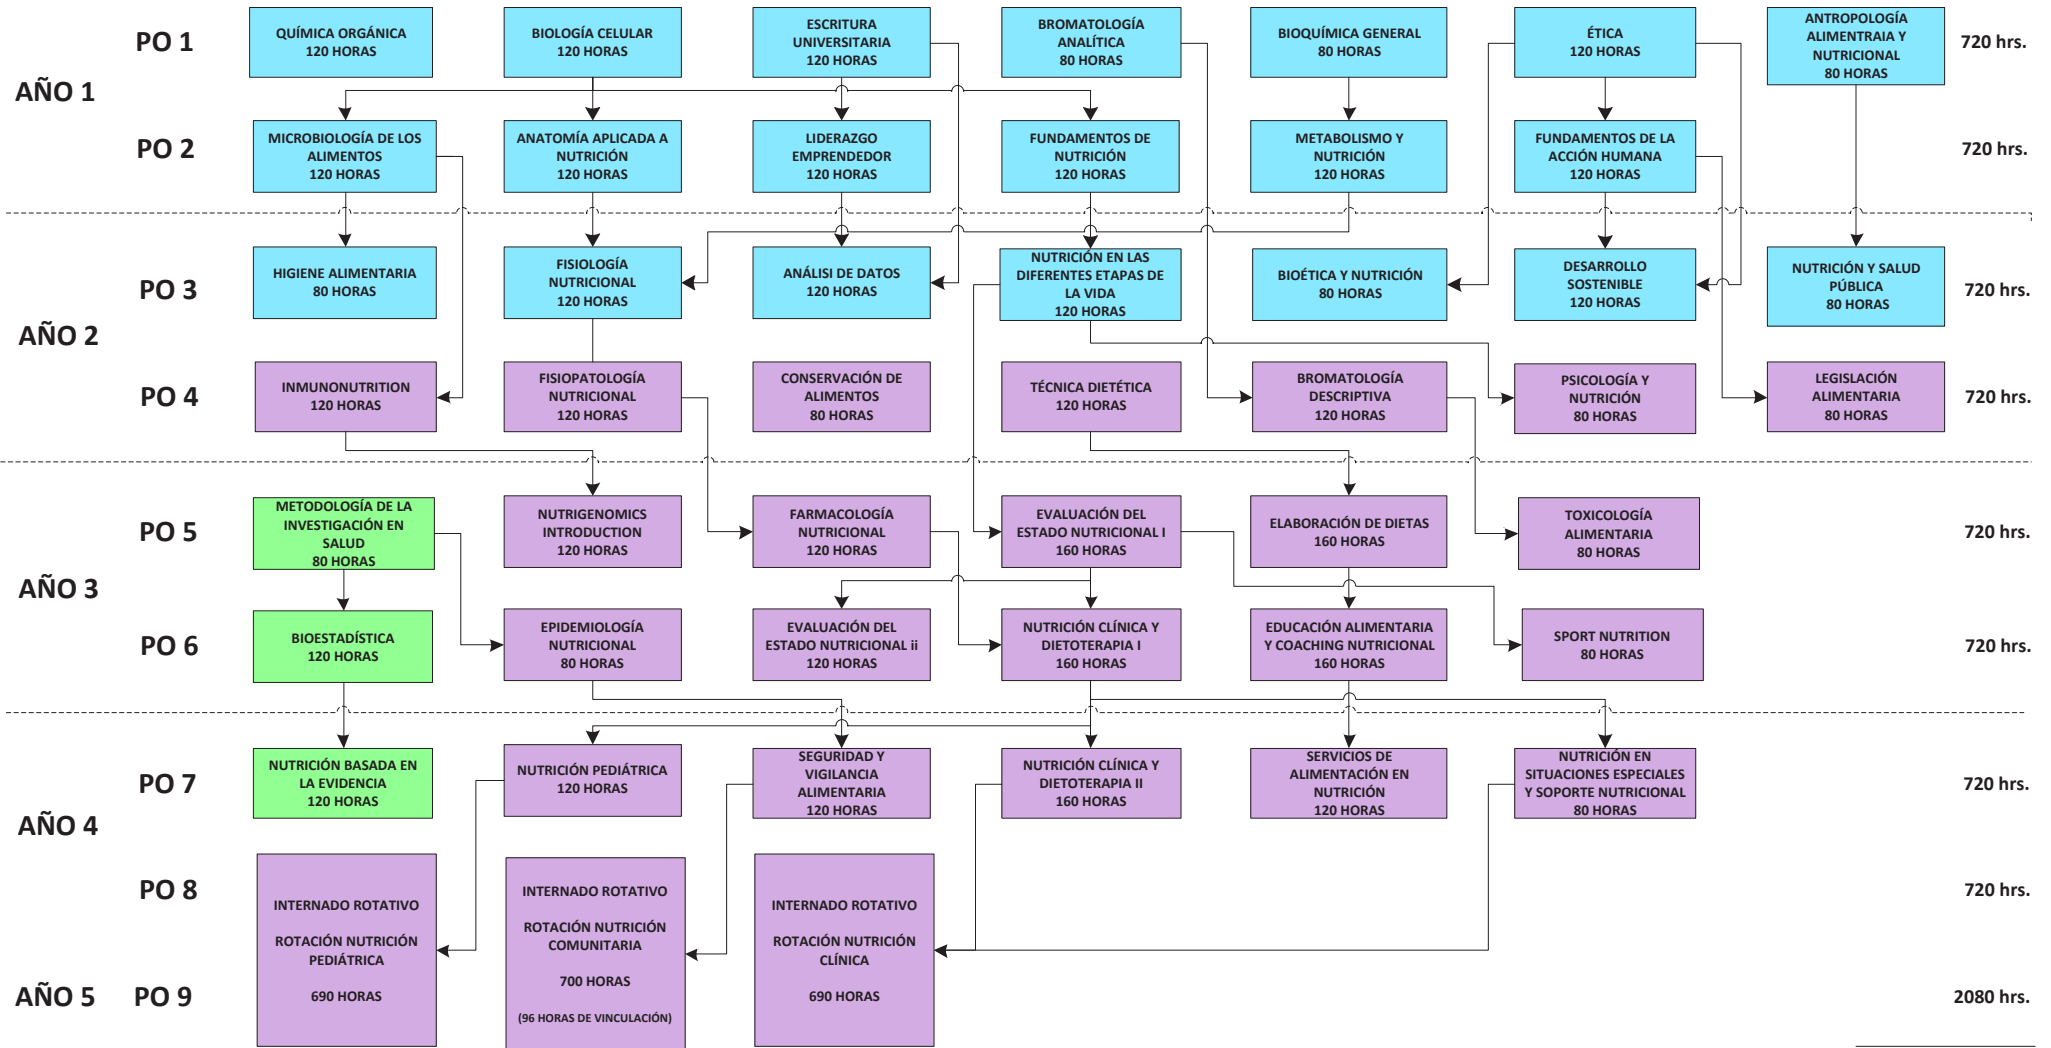 PO 1
QUÍMICA ORGÁNICA
120 HORAS
BIOLOGÍA CELULAR
120 HORAS
ESCRITURA
UNIVERSITARIA
120 HORAS
BROMATOLOGÍA
ANALÍTICA
80 HORAS
BIOQUÍMICA GENERAL
80 HORAS
ÉTICA
120 HORAS
ANTROPOLOGÍA
ALIMENTRAIA Y
NUTRICIONAL
80 HORAS
720 hrs.
AÑO 1
PO 2
MICROBIOLOGÍA DE LOS
ALIMENTOS
120 HORAS
ANATOMÍA APLICADA A
NUTRICIÓN
120 HORAS
LIDERAZGO
EMPRENDEDOR
120 HORAS
FUNDAMENTOS DE
NUTRICIÓN
120 HORAS
METABOLISMO Y
NUTRICIÓN
120 HORAS
FUNDAMENTOS DE LA
ACCIÓN HUMANA
120 HORAS
720 hrs.
PO 3
HIGIENE ALIMENTARIA
80 HORAS
FISIOLOGÍA
NUTRICIONAL
120 HORAS
ANÁLISI DE DATOS
120 HORAS
NUTRICIÓN EN LAS
DIFERENTES ETAPAS DE
LA VIDA
120 HORAS
BIOÉTICA Y NUTRICIÓN
80 HORAS
DESARROLLO
SOSTENIBLE
120 HORAS
NUTRICIÓN Y SALUD
PÚBLICA
80 HORAS
720 hrs.
AÑO 2
PO 4
INMUNONUTRITION
120 HORAS
FISIOPATOLOGÍA
NUTRICIONAL
120 HORAS
CONSERVACIÓN DE
ALIMENTOS
80 HORAS
TÉCNICA DIETÉTICA
120 HORAS
BROMATOLOGÍA
DESCRIPTIVA
120 HORAS
PSICOLOGÍA Y
NUTRICIÓN
80 HORAS
LEGISLACIÓN
ALIMENTARIA
80 HORAS
720 hrs.
PO 5
METODOLOGÍA DE LA
INVESTIGACIÓN EN
SALUD
80 HORAS
NUTRIGENOMICS
INTRODUCTION
120 HORAS
FARMACOLOGÍA
NUTRICIONAL
120 HORAS
EVALUACIÓN DEL
ESTADO NUTRICIONAL I
160 HORAS
ELABORACIÓN DE DIETAS
160 HORAS
TOXICOLOGÍA
ALIMENTARIA
80 HORAS
720 hrs.
AÑO 3
PO 6
BIOESTADÍSTICA
120 HORAS
EPIDEMIOLOGÍA
NUTRICIONAL
80 HORAS
EVALUACIÓN DEL
ESTADO NUTRICIONAL ii
120 HORAS
NUTRICIÓN CLÍNICA Y
DIETOTERAPIA I
160 HORAS
EDUCACIÓN ALIMENTARIA
Y COACHING NUTRICIONAL
160 HORAS
SPORT NUTRITION
80 HORAS
720 hrs.
PO 7
NUTRICIÓN BASADA EN
LA EVIDENCIA
120 HORAS
NUTRICIÓN PEDIÁTRICA
120 HORAS
SEGURIDAD Y
VIGILANCIA
ALIMENTARIA
120 HORAS
NUTRICIÓN CLÍNICA Y
DIETOTERAPIA II
160 HORAS
SERVICIOS DE
ALIMENTACIÓN EN
NUTRICIÓN
120 HORAS
NUTRICIÓN EN
SITUACIONES ESPECIALES
Y SOPORTE NUTRICIONAL
80 HORAS
720 hrs.
AÑO 4
PO 8
720 hrs.
INTERNADO ROTATIVO
ROTACIÓN NUTRICIÓN
PEDIÁTRICA
690 HORAS
INTERNADO ROTATIVO
ROTACIÓN NUTRICIÓN
COMUNITARIA
700 HORAS
(96 HORAS DE VINCULACIÓN)
INTERNADO ROTATIVO
ROTACIÓN NUTRICIÓN
CLÍNICA
690 HORAS
AÑO 5
PO 9
2080 hrs.